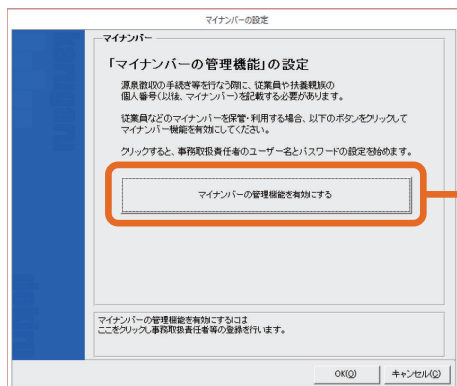 マイナンバーの設定
マイナンバー
「マイナンバーの管理機能」の設定
源泉徴収の手続き等を行なう際に、従業員や扶養親族の
個人番号(以後、マイナンバー)を記載する必要があります。
従業員などのマイナンバーを保管・利用する場合、以下のボタンをクリックして
マイナンバー機能を有効にしてください。
クリックすると、事務取扱責任者のユーザー名とパスワードの設定を始めます。
マイナンバーの管理機能を有効にする
マイナンバーの管理機能を有効にするには
ここをクリックし事務取扱責任者等の登録を行います。
OK(O)
キャンセル(C)